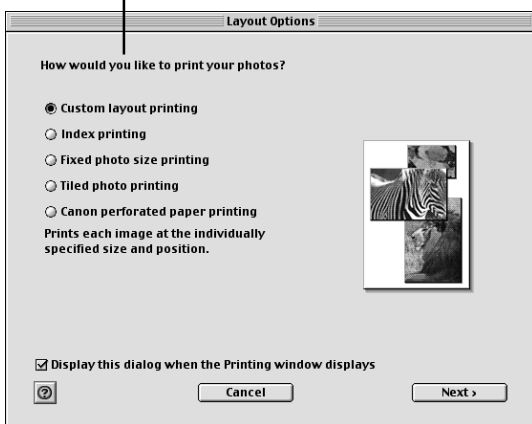 Layout Options
How would you like to print your photos?
Custom layout printing
Index printing
Fixed photo size printing
Tiled photo printing
Canon perforated paper printing
Prints each image at the individually
specified size and position.
Display this dialog when the Printing window displays
?
Cancel
Next ›